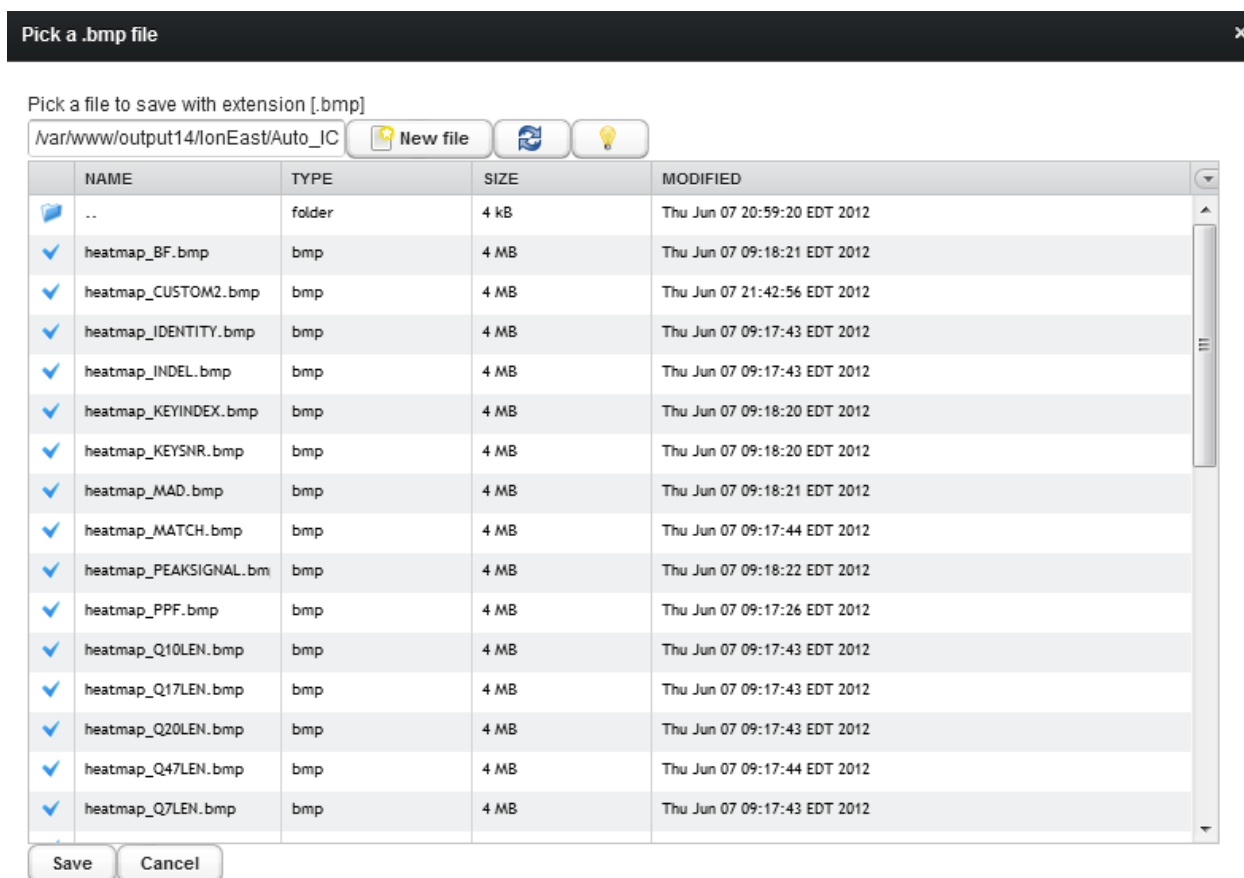 Pick a .bmp file
Pick a file to save with extension [.bmp]
/var/www/output14/IonEast/Auto_IC New file
NAME TYPE SIZE MODIFIED
.. folder 4 kB Thu Jun 07 20:59:20 EDT 2012
heatmap_BF.bmp bmp 4 MB Thu Jun 07 09:18:21 EDT 2012
heatmap_CUSTOM2.bmp bmp 4 MB Thu Jun 07 21:42:56 EDT 2012
heatmap_IDENTITY.bmp bmp 4 MB Thu Jun 07 09:17:43 EDT 2012
heatmap_INDEL.bmp bmp 4 MB Thu Jun 07 09:17:43 EDT 2012
heatmap_KEYINDEX.bmp bmp 4 MB Thu Jun 07 09:18:20 EDT 2012
heatmap_KEYSNR.bmp bmp 4 MB Thu Jun 07 09:18:20 EDT 2012
heatmap_MAD.bmp bmp 4 MB Thu Jun 07 09:18:21 EDT 2012
heatmap_MATCH.bmp bmp 4 MB Thu Jun 07 09:17:44 EDT 2012
heatmap_PEAKSIGNAL.bm bmp 4 MB Thu Jun 07 09:18:22 EDT 2012
heatmap_PPF.bmp bmp 4 MB Thu Jun 07 09:17:26 EDT 2012
heatmap_Q10LEN.bmp bmp 4 MB Thu Jun 07 09:17:43 EDT 2012
heatmap_Q17LEN.bmp bmp 4 MB Thu Jun 07 09:17:43 EDT 2012
heatmap_Q20LEN.bmp bmp 4 MB Thu Jun 07 09:17:43 EDT 2012
heatmap_Q47LEN.bmp bmp 4 MB Thu Jun 07 09:17:44 EDT 2012
heatmap_Q7LEN.bmp bmp 4 MB Thu Jun 07 09:17:43 EDT 2012
Save Cancel